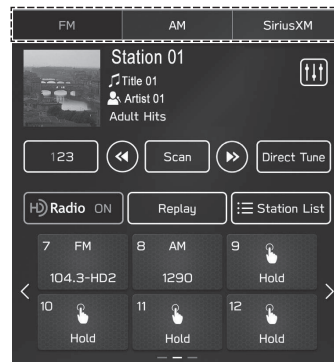 FM AM SiriusXM
Station 01
Title 01
Artist 01
Adult Hits
123 Scan Direct Tune
HD Radio ON Replay Station List
7 FM 8 AM 9
104.3-HD2 1290 Hold
10 11 12
Hold Hold Hold